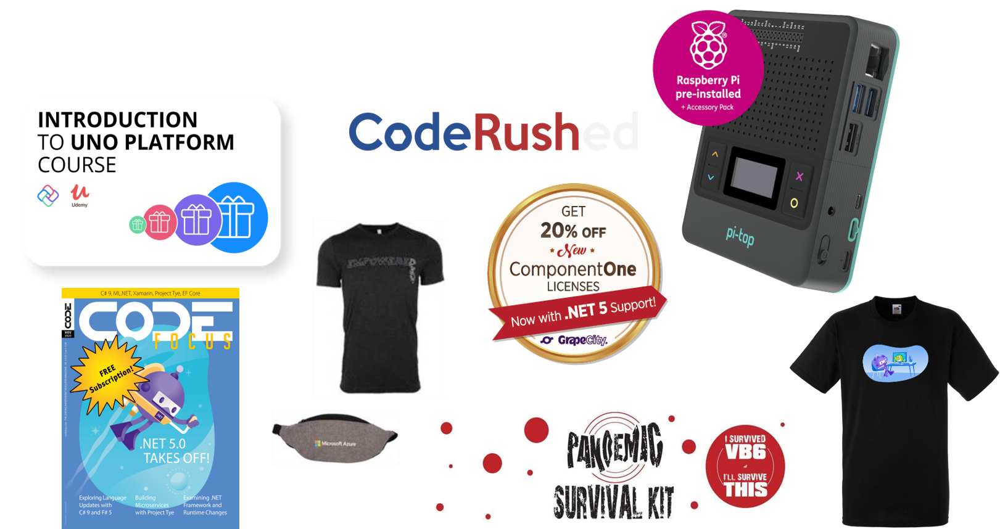 INTRODUCTION
TO UNO PLATFORM
COURSE
Udemy
CodeRushed
Raspberry Pi
pre-installed
+ Accessory Pack
pi-top
GET
20% OFF
New
ComponentOne
LICENSES
Now with .NET 5 Support!
GrapeCity
EMPOWERED
C# 9, ML.NET, Xamarin, Project Tye, EF Core
CODE
NOV
2020
CODE
FOCUS
FREE
Subscription!
.NET
.NET 5.0
TAKES OFF!
Exploring Language
Updates with
C# 9 and F# 5
Building
Microservices
with Project Tye
Examining .NET
Framework and
Runtime Changes
Microsoft Azure
PANDEMIC
SURVIVAL KIT
I SURVIVED
VB6
I'LL SURVIVE
THIS